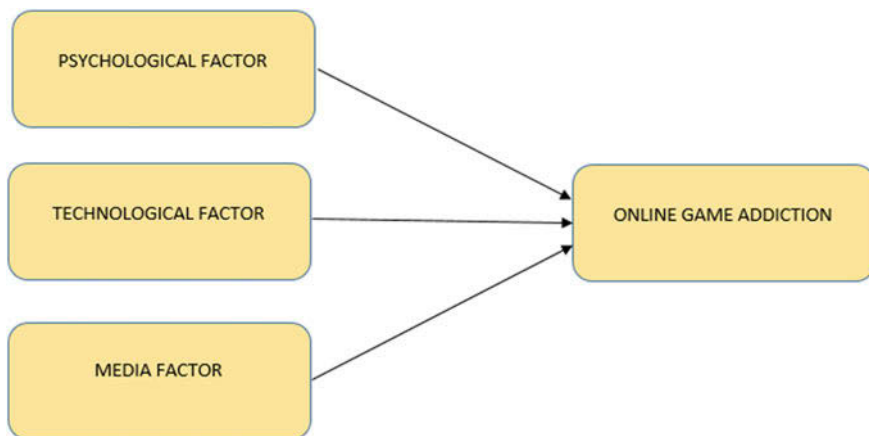 PSYCHOLOGICAL FACTOR
TECHNOLOGICAL FACTOR
ONLINE GAME ADDICTION
MEDIA FACTOR